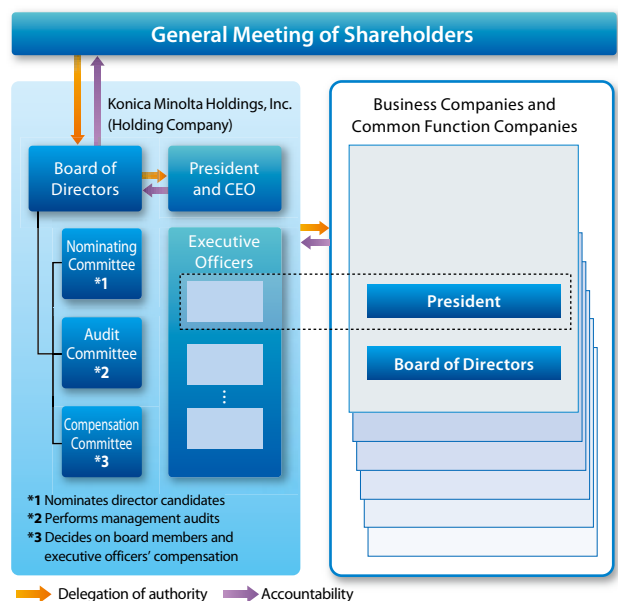 General Meeting of Shareholders
Konica Minolta Holdings, Inc.
(Holding Company)
Board of
Directors
President
and CEO
Nominating
Committee
*1
Audit
Committee
*2
Compensation
Committee
*3
Executive
Officers
⋮
*1 Nominates director candidates
*2 Performs management audits
*3 Decides on board members and
executive officers' compensation
Business Companies and
Common Function Companies
President
Board of Directors
Delegation of authority
Accountability